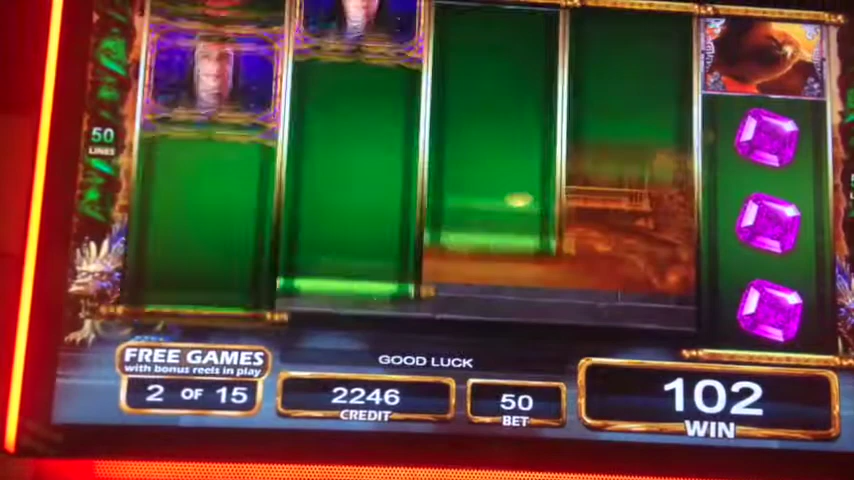 50
LINES
GOOD LUCK
FREE GAMES
with bonus reels in play
2 OF 15
2246
CREDIT
50
BET
102
WIN